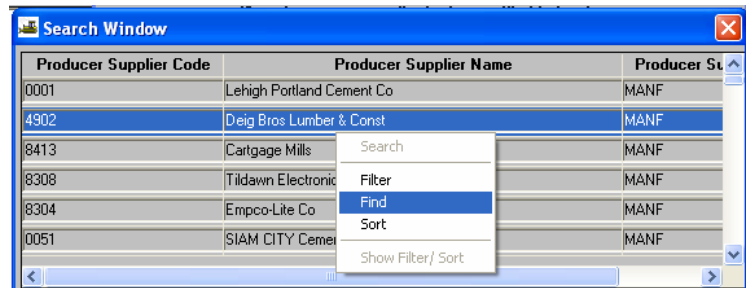 Search Window
Producer Supplier Code Producer Supplier Name Producer Su
0001 Lehigh Portland Cement Co MANF
4902 Deig Bros Lumber & Const MANF
8413 Cartgage Mills MANF
8308 Tildawn Electronic MANF
8304 Empco-Lite Co MANF
0051 SIAM CITY Cemen MANF
Search
Filter
Find
Sort
Show Filter/ Sort